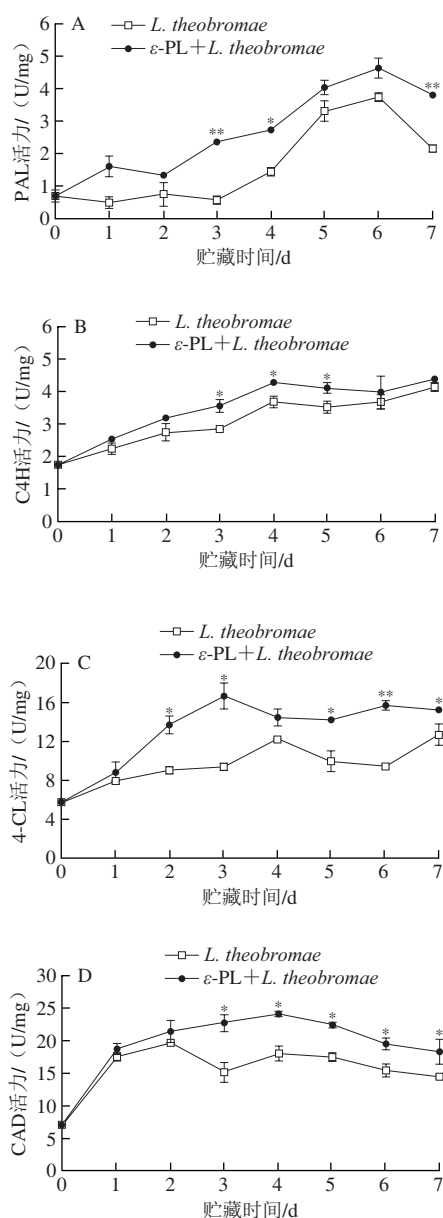 A
L. theobromae
ε-PL＋L. theobromae
PAL活力/（U/mg）
6
5
4
3
2
1
0
** * **
0 1 2 3 4 5 6 7
贮藏时间/d
B
L. theobromae
ε-PL＋L. theobromae
C4H活力/（U/mg）
6
5
4
3
2
1
0
* * *
0 1 2 3 4 5 6 7
贮藏时间/d
C
L. theobromae
ε-PL＋L. theobromae
4-CL活力/（U/mg）
20
16
12
8
4
0
* * * ** *
0 1 2 3 4 5 6 7
贮藏时间/d
D
L. theobromae
ε-PL＋L. theobromae
CAD活力/（U/mg）
30
25
20
15
10
5
0
* * * * *
0 1 2 3 4 5 6 7
贮藏时间/d